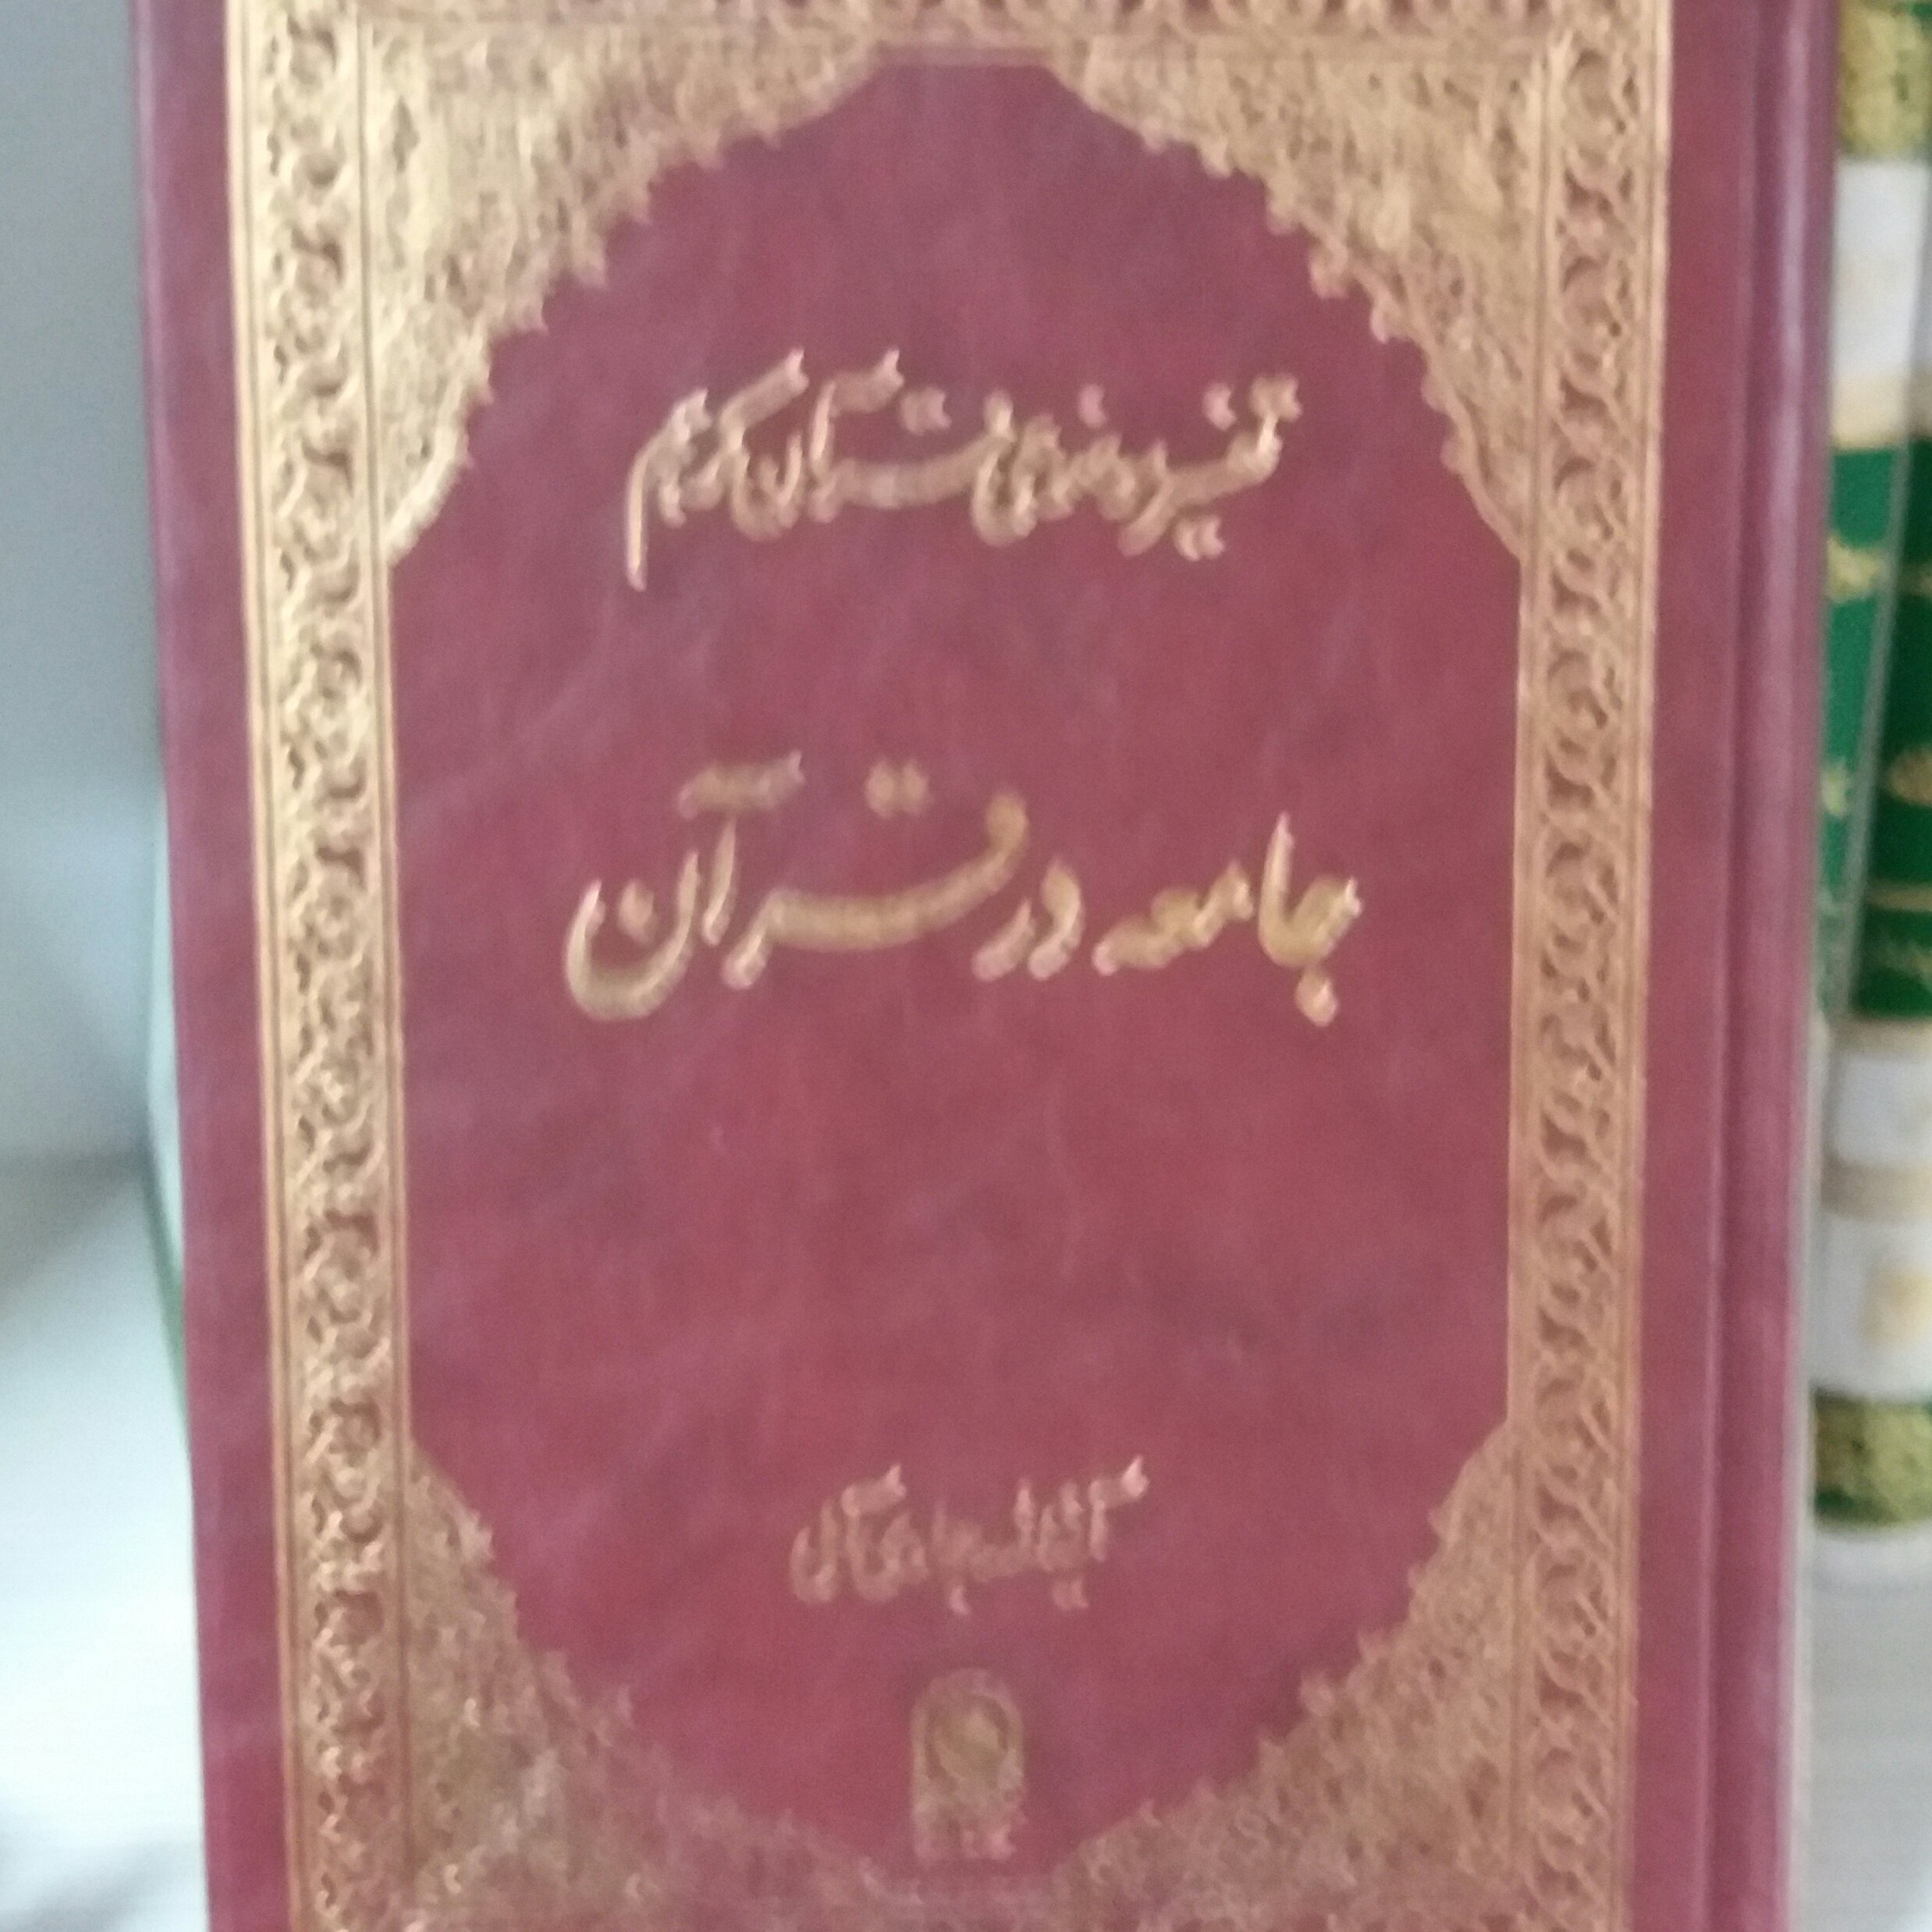 تفسیر موضوعی قرآن کریم
جامعه در قرآن
آیة الله جوادی آملی